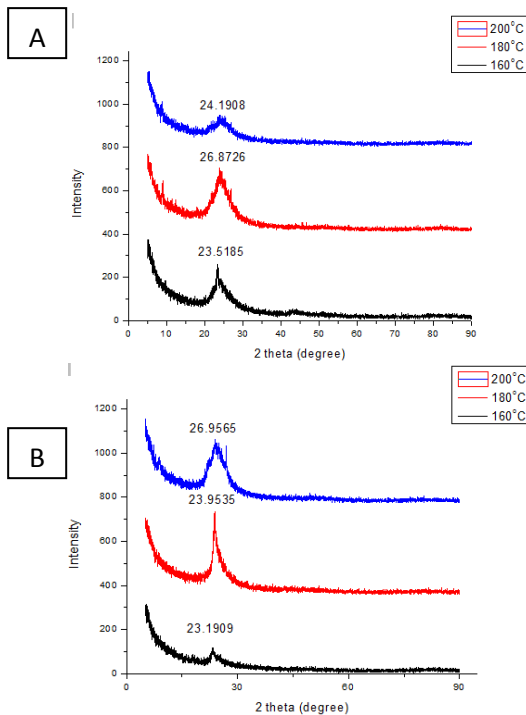 A
200°C
180°C
160°C
1200
1000
800
600
400
200
0
Intensity
24.1908
26.8726
23.5185
0 10 20 30 40 50 60 70 80 90
2 theta (degree)
B
200°C
180°C
160°C
1200
1000
800
600
400
200
0
Intensity
26.9565
23.9535
23.1909
0 30 60 90
2 theta (degree)